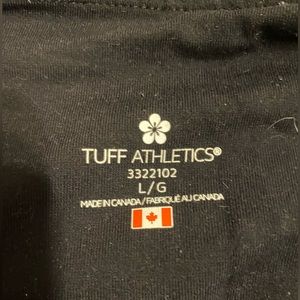 TUFF ATHLETICS®
3322102
L/G
MADE IN CANADA / FABRIQUÉ AU CANADA